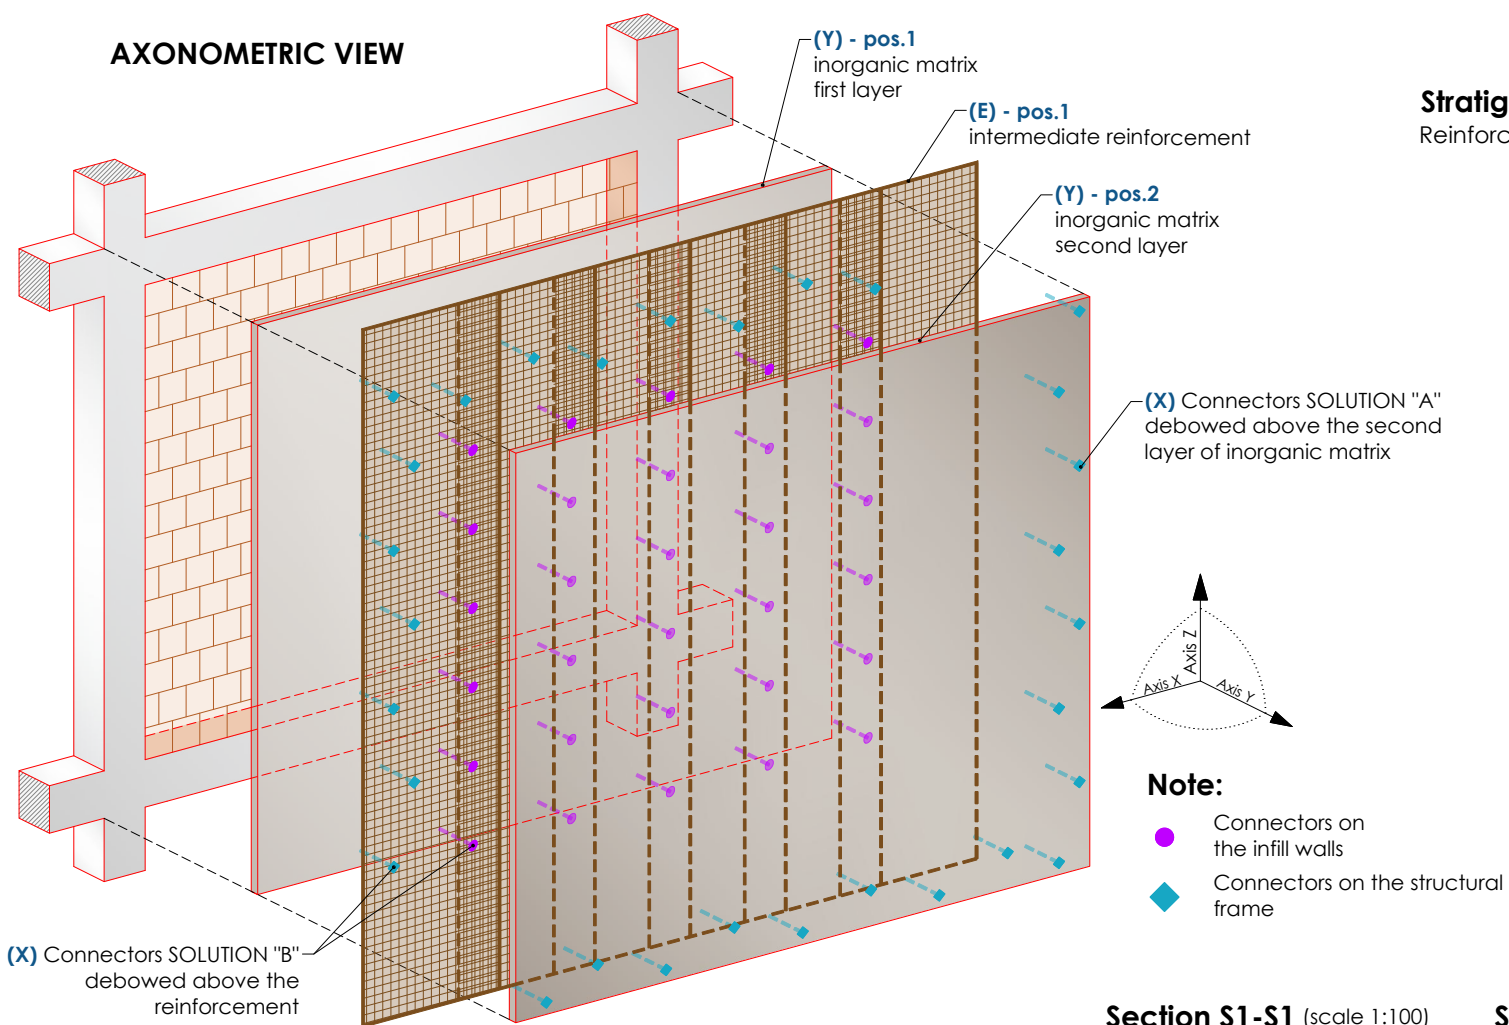 AXONOMETRIC VIEW
(Y) - pos.1
inorganic matrix
first layer
(E) - pos.1
intermediate reinforcement
(Y) - pos.2
inorganic matrix
second layer
Stratig
Reinforc
(X) Connectors SOLUTION "A"
debowed above the second
layer of inorganic matrix
Axis Z
Axis X
Axis Y
Note:
Connectors on
the infill walls
Connectors on the structural
frame
(X) Connectors SOLUTION "B"
debowed above the
reinforcement
Section S1-S1 (scale 1:100)
S